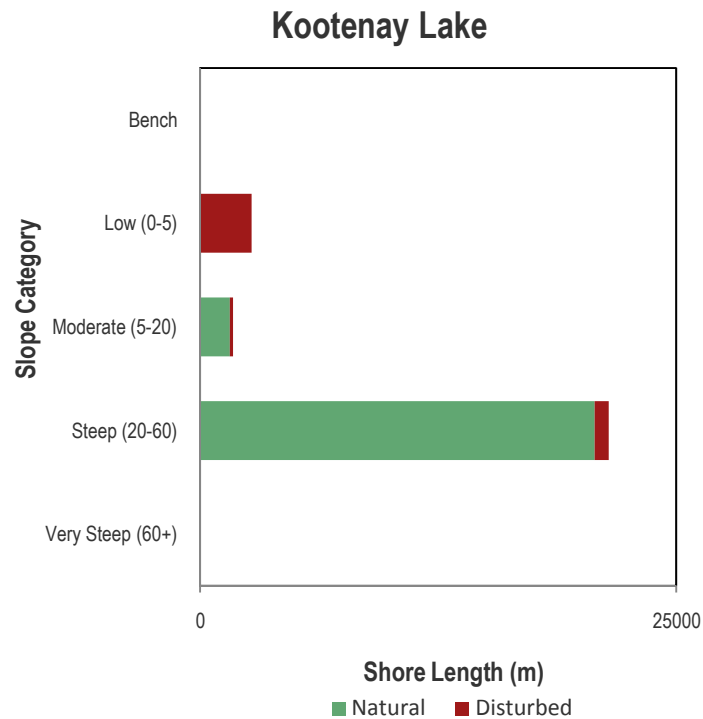 Kootenay Lake
Slope Category
Bench
Low (0-5)
Moderate (5-20)
Steep (20-60)
Very Steep (60+)
0
25000
Shore Length (m)
Natural
Disturbed